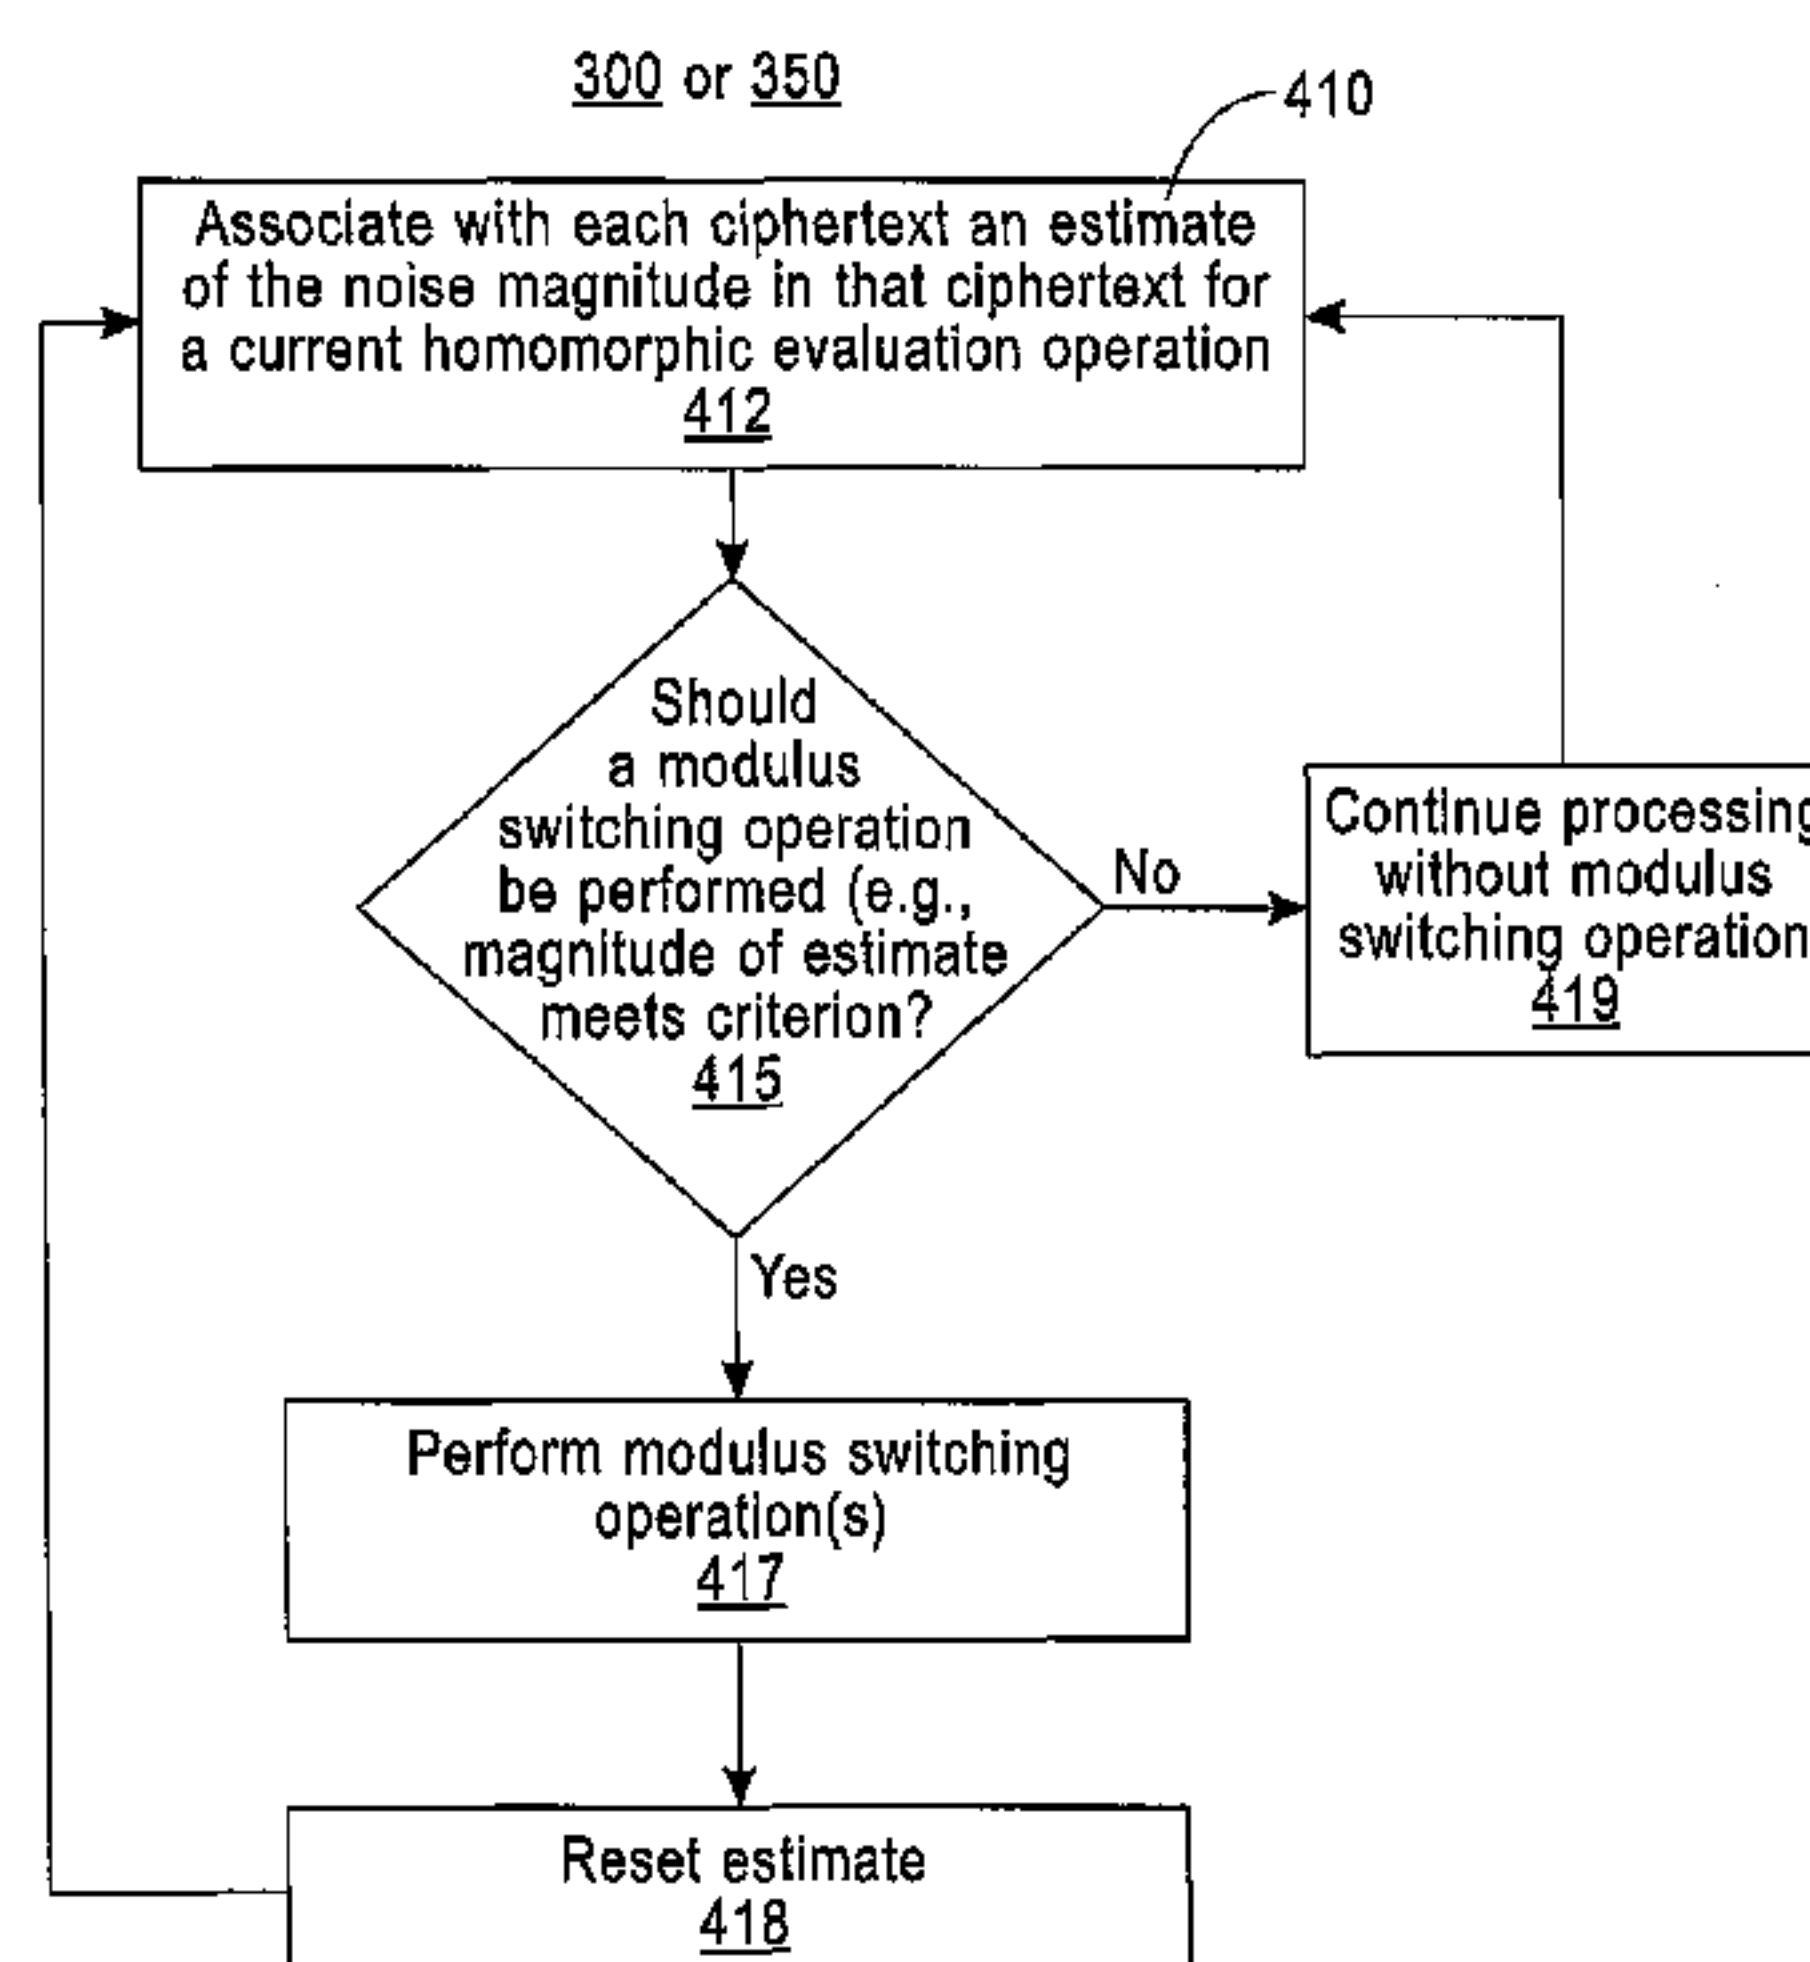 300 or 350
410
Associate with each ciphertext an estimate
of the noise magnitude in that ciphertext for
a current homomorphic evaluation operation
412
Should
a modulus
switching operation
be performed (e.g.,
magnitude of estimate
meets criterion?
415
No
Continue processing
without modulus
switching operation
419
Yes
Perform modulus switching
operation(s)
417
Reset estimate
418